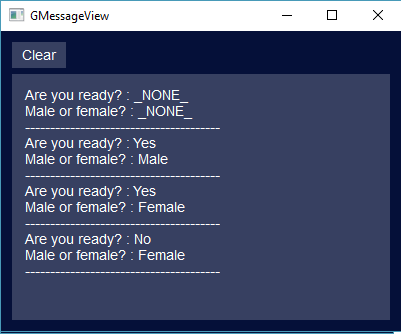 GMessageView
Clear
Are you ready? : _NONE_
Male or female? : _NONE_
---------------------------------------
Are you ready? : Yes
Male or female? : Male
---------------------------------------
Are you ready? : Yes
Male or female? : Female
---------------------------------------
Are you ready? : No
Male or female? : Female
---------------------------------------